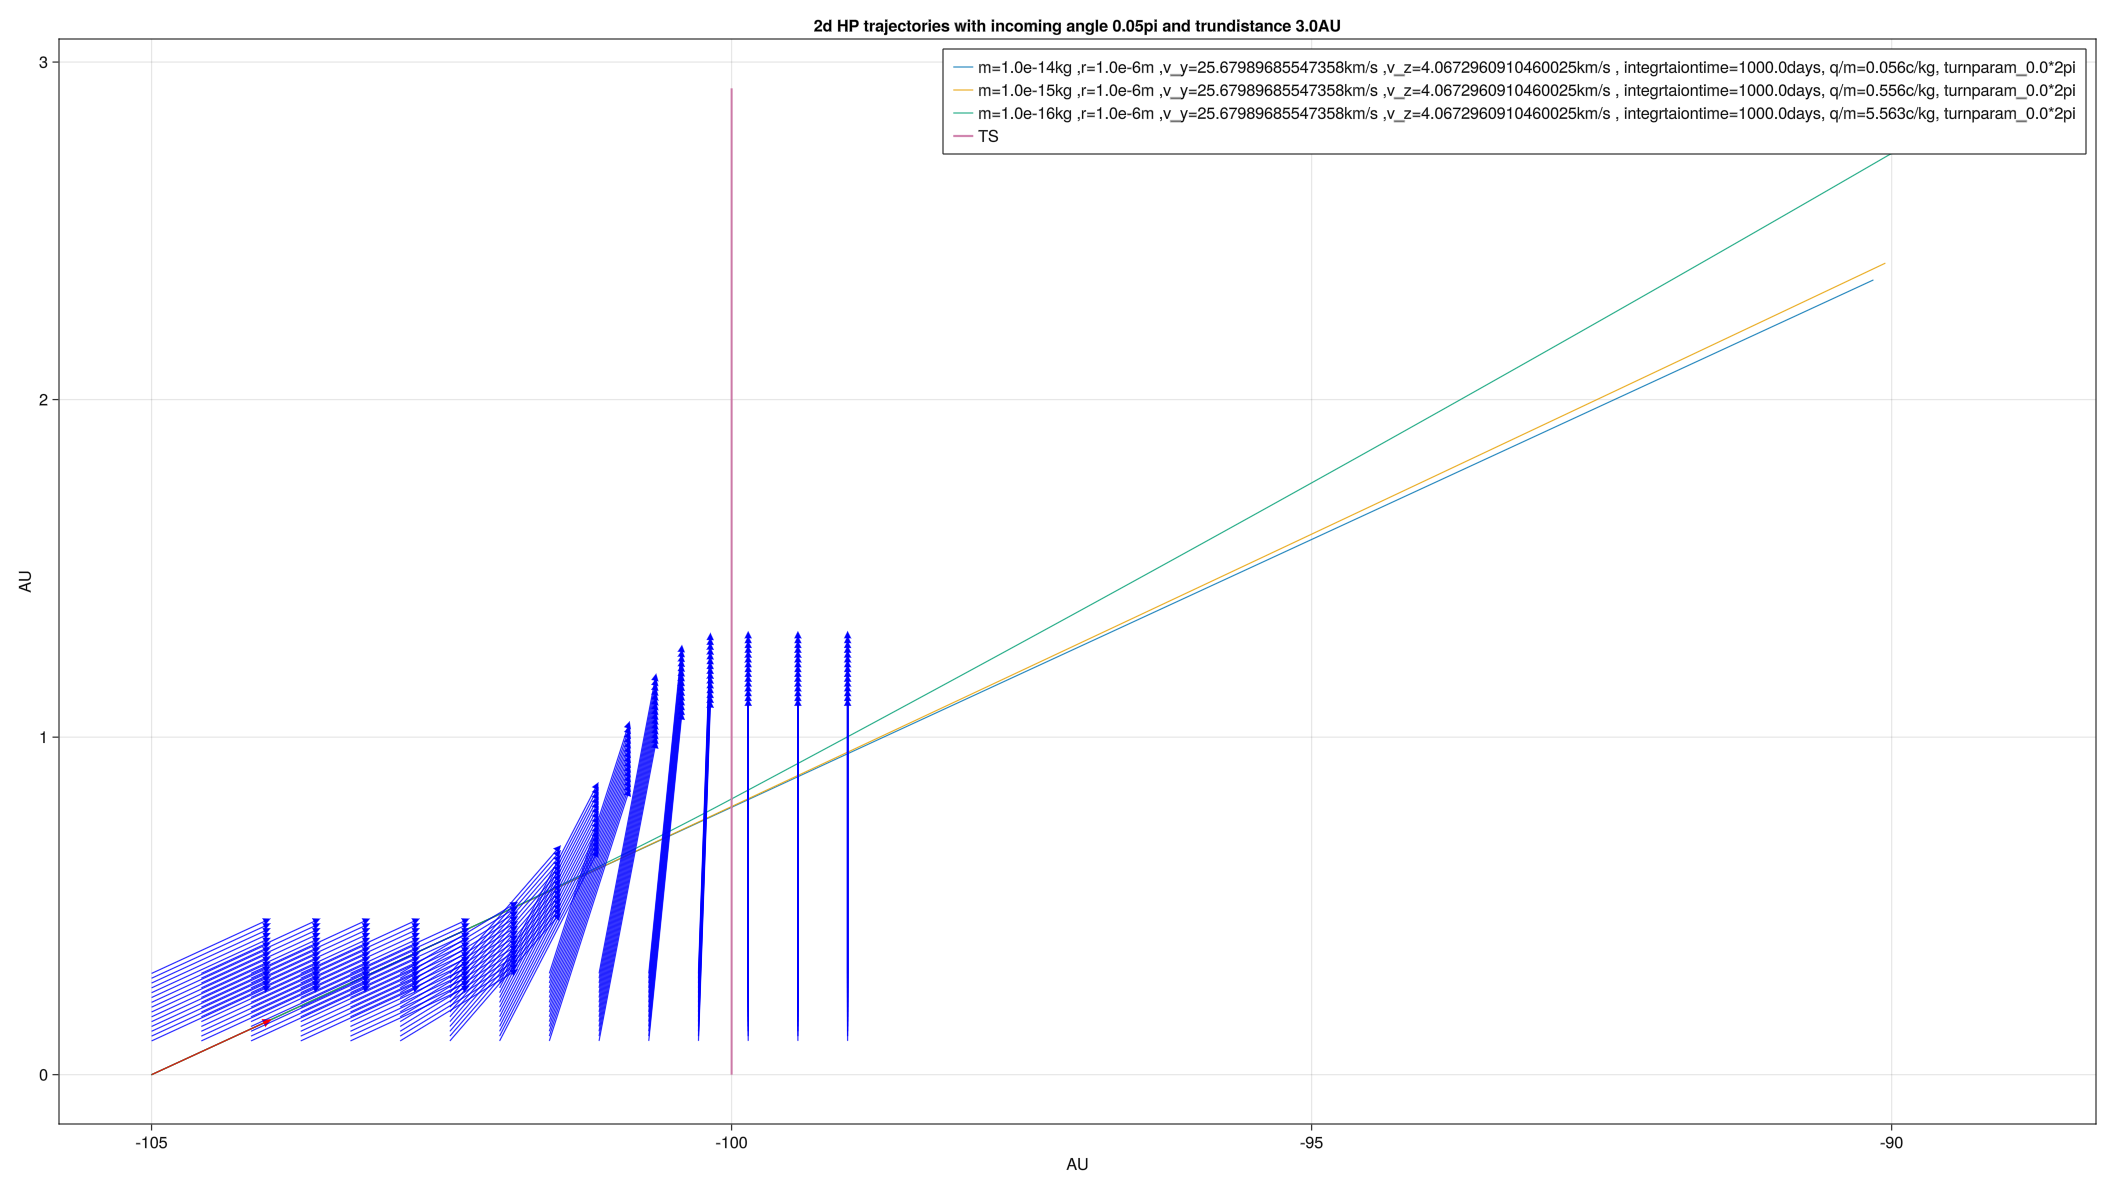 2d HP trajectories with incoming angle 0.05pi and trundistance 3.0AU
m=1.0e-14kg ,r=1.0e-6m ,v_y=25.67989685547358km/s ,v_z=4.0672960910460025km/s , integrtaiontime=1000.0days, q/m=0.056c/kg, turnparam_0.0*2pi
m=1.0e-15kg ,r=1.0e-6m ,v_y=25.67989685547358km/s ,v_z=4.0672960910460025km/s , integrtaiontime=1000.0days, q/m=0.556c/kg, turnparam_0.0*2pi
m=1.0e-16kg ,r=1.0e-6m ,v_y=25.67989685547358km/s ,v_z=4.0672960910460025km/s , integrtaiontime=1000.0days, q/m=5.563c/kg, turnparam_0.0*2pi
TS
3
2
1
0
AU
-105 -100 -95 -90
AU